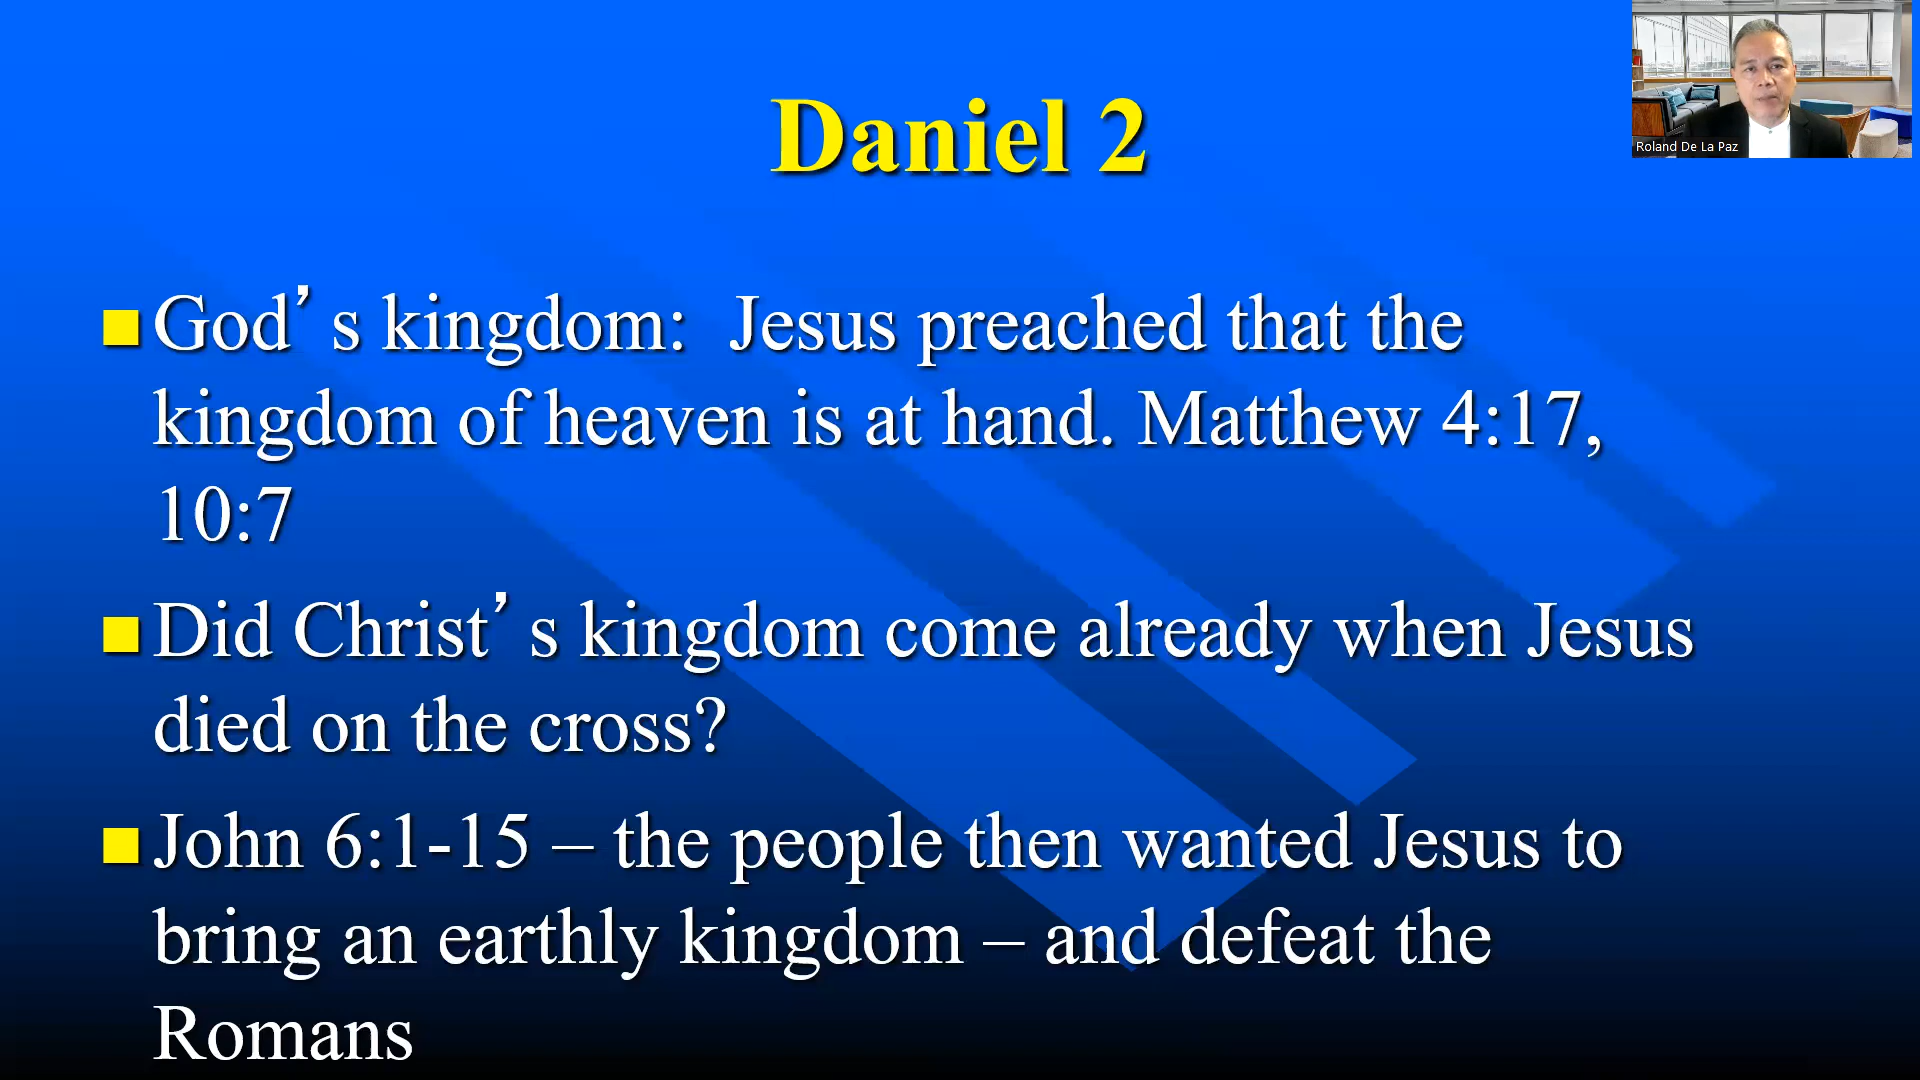 Daniel 2
Roland De La Paz
God’s kingdom: Jesus preached that the
kingdom of heaven is at hand. Matthew 4:17,
10:7
Did Christ’s kingdom come already when Jesus
died on the cross?
John 6:1-15 – the people then wanted Jesus to
bring an earthly kingdom – and defeat the
Romans